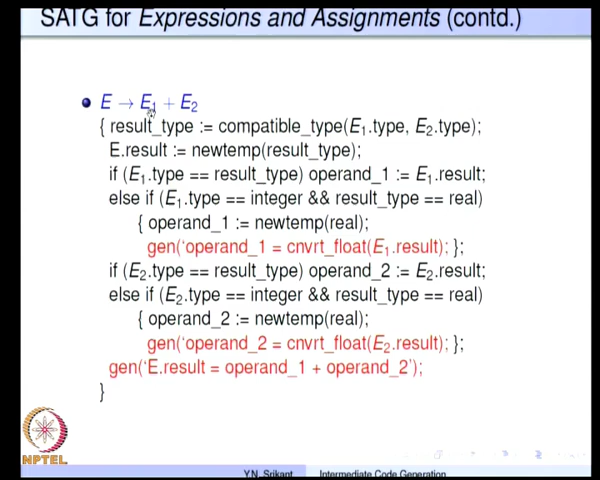 SATG for Expressions and Assignments (contd.)
E → E1 + E2
{ result_type := compatible_type(E1.type, E2.type);
E.result := newtemp(result_type);
if (E1.type == result_type) operand_1 := E1.result;
else if (E1.type == integer && result_type == real)
{ operand_1 := newtemp(real);
gen('operand_1 = cnvrt_float(E1.result); };
if (E2.type == result_type) operand_2 := E2.result;
else if (E2.type == integer && result_type == real)
{ operand_2 := newtemp(real);
gen('operand_2 = cnvrt_float(E2.result); };
gen('E.result = operand_1 + operand_2');
}
NPTEL
Y.N. Srikant Intermediate Code Generation